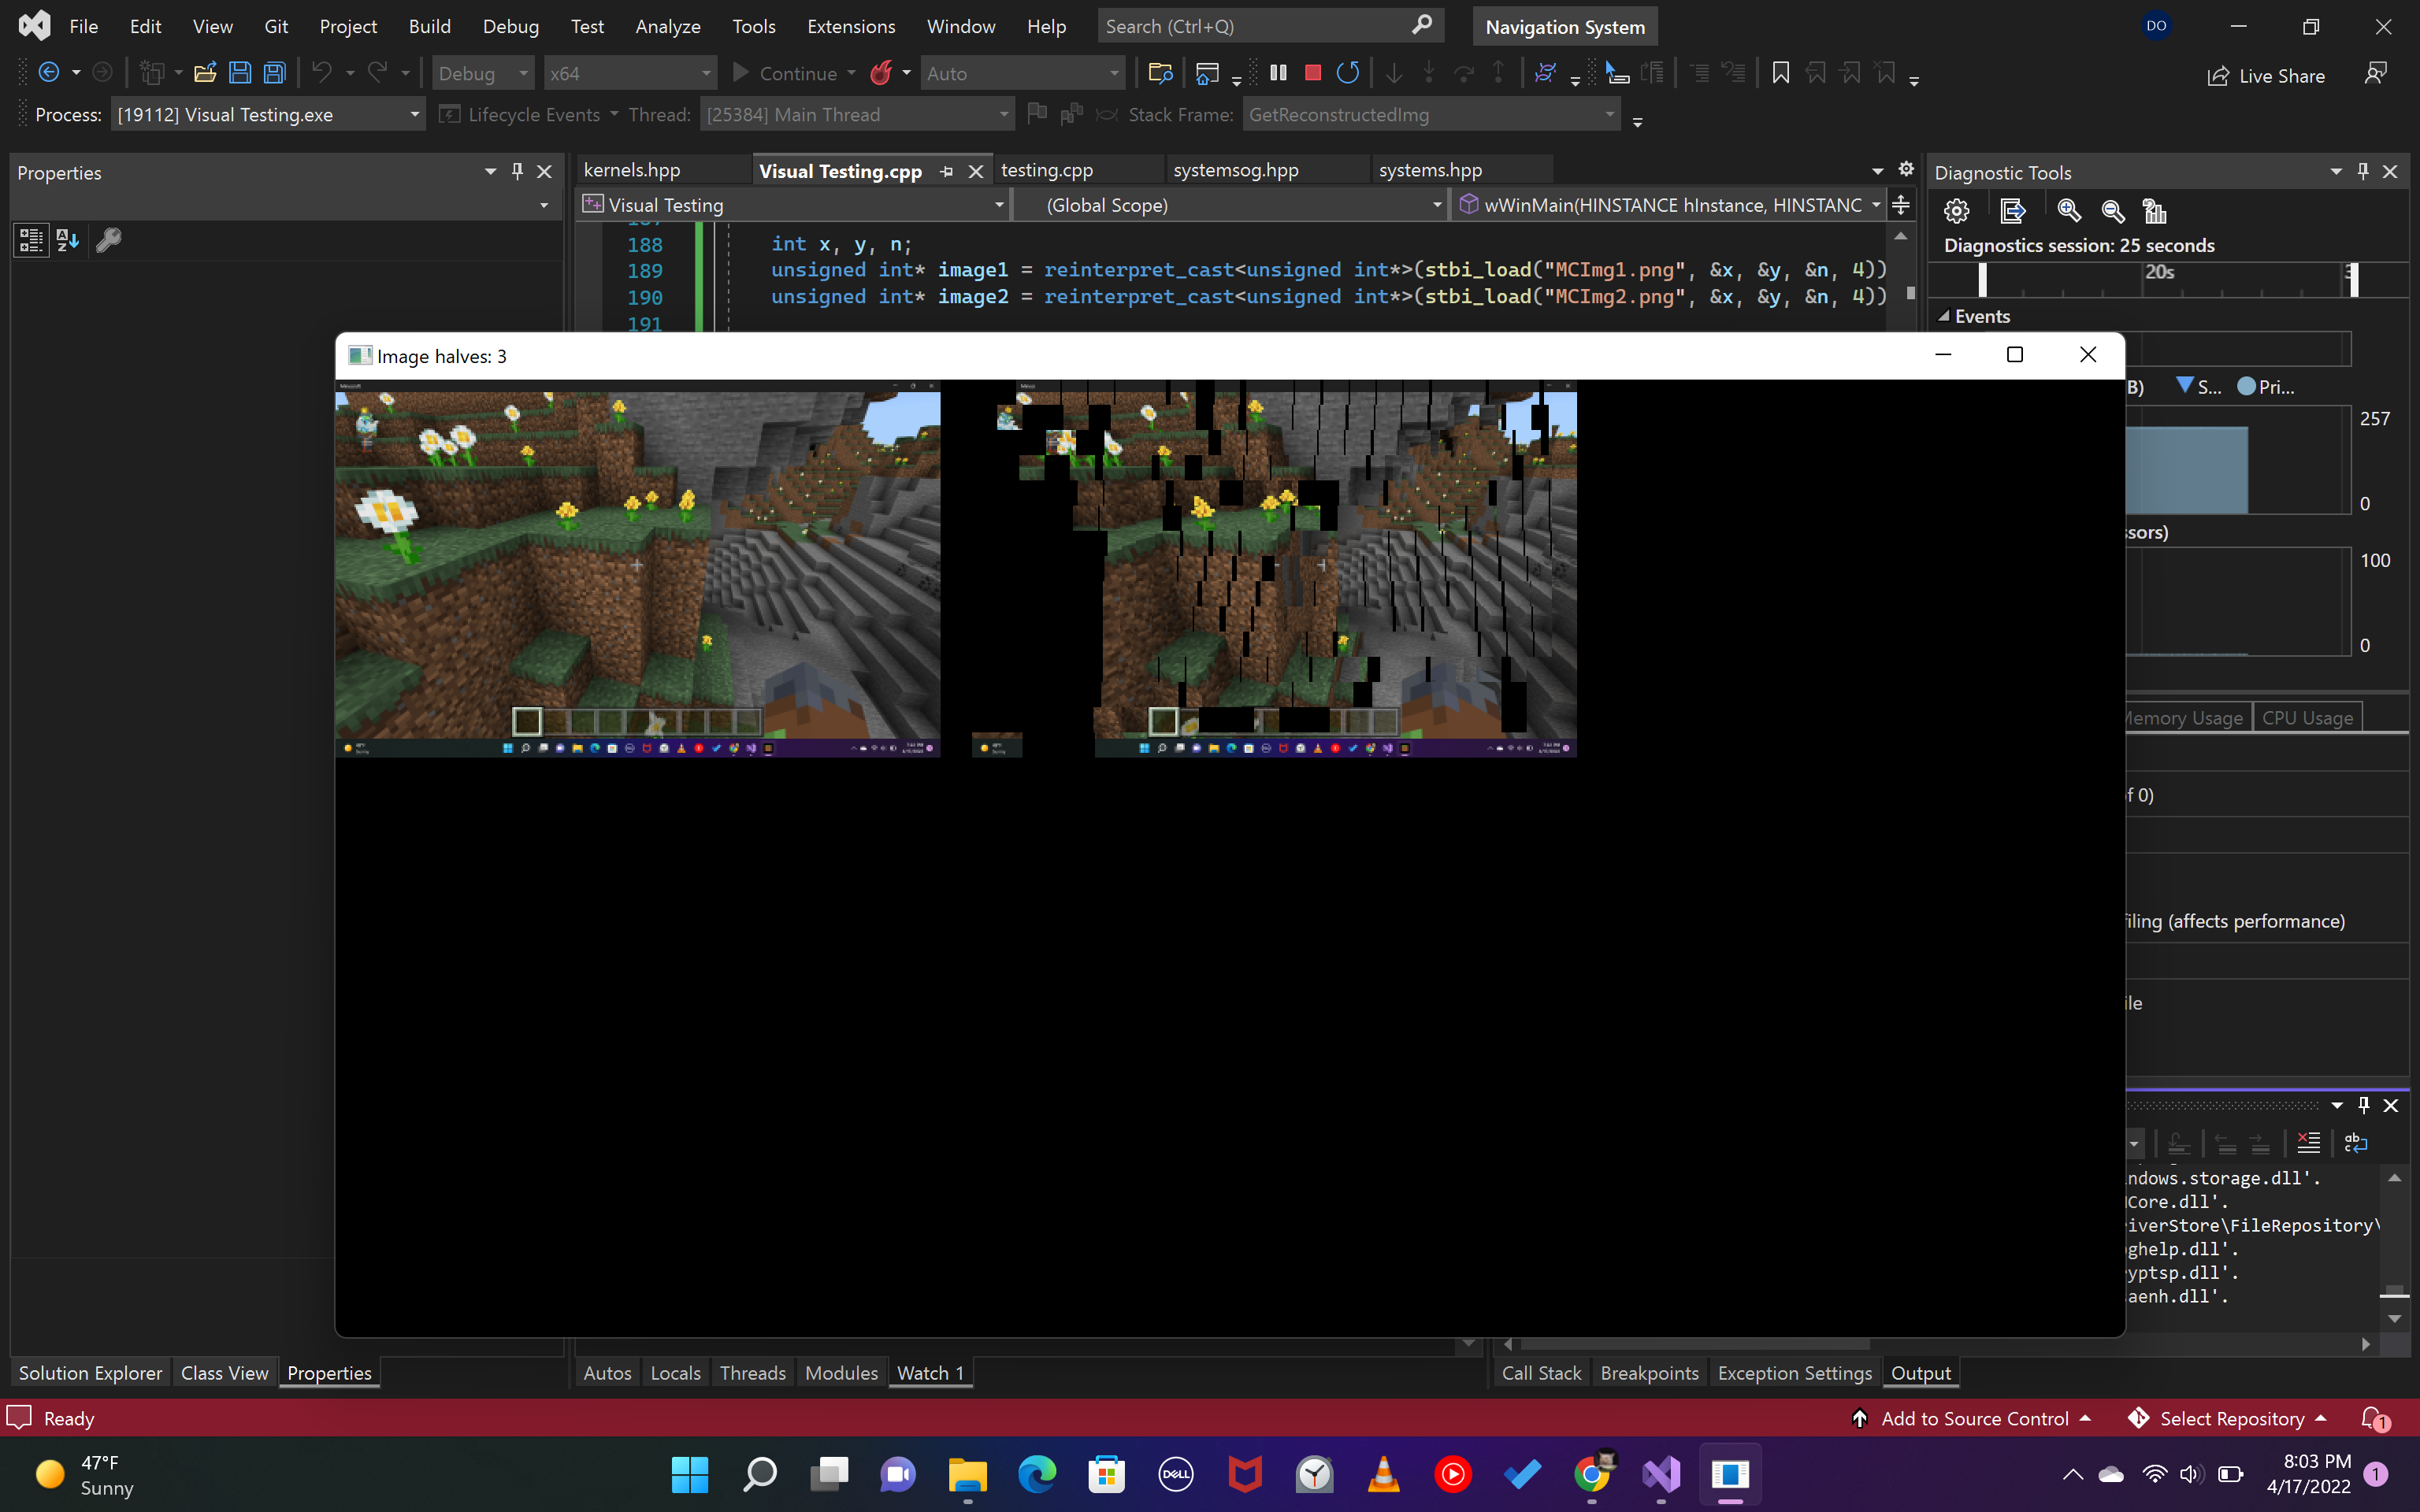 File Edit View Git Project Build Debug Test Analyze Tools Extensions Window Help Search (Ctrl+Q) Navigation System DO
Debug x64 Continue Auto Live Share
Process: [19112] Visual Testing.exe Lifecycle Events Thread: [25384] Main Thread Stack Frame: GetReconstructedImg
Properties
kernels.hpp Visual Testing.cpp testing.cpp systemsog.hpp systems.hpp
Diagnostic Tools
Visual Testing (Global Scope) wWinMain(HINSTANCE hInstance, HINSTANC
Diagnostics session: 25 seconds
20s
188 int x, y, n;
189 unsigned int* image1 = reinterpret_cast<unsigned int*>(stbi_load("MCImg1.png", &x, &y, &n, 4))
190 unsigned int* image2 = reinterpret_cast<unsigned int*>(stbi_load("MCImg2.png", &x, &y, &n, 4))
191
Events
Image halves: 3
B) S... Pri...
257
0
ssors)
100
0
Memory Usage CPU Usage
f 0)
filing (affects performance)
ile
ndows.storage.dll'.
Core.dll'.
iverStore\FileRepository\
ghelp.dll'.
yptsp.dll'.
aenh.dll'.
Solution Explorer Class View Properties Autos Locals Threads Modules Watch 1 Call Stack Breakpoints Exception Settings Output
Ready Add to Source Control Select Repository 1
47°F
Sunny
DELL
8:03 PM
4/17/2022 1